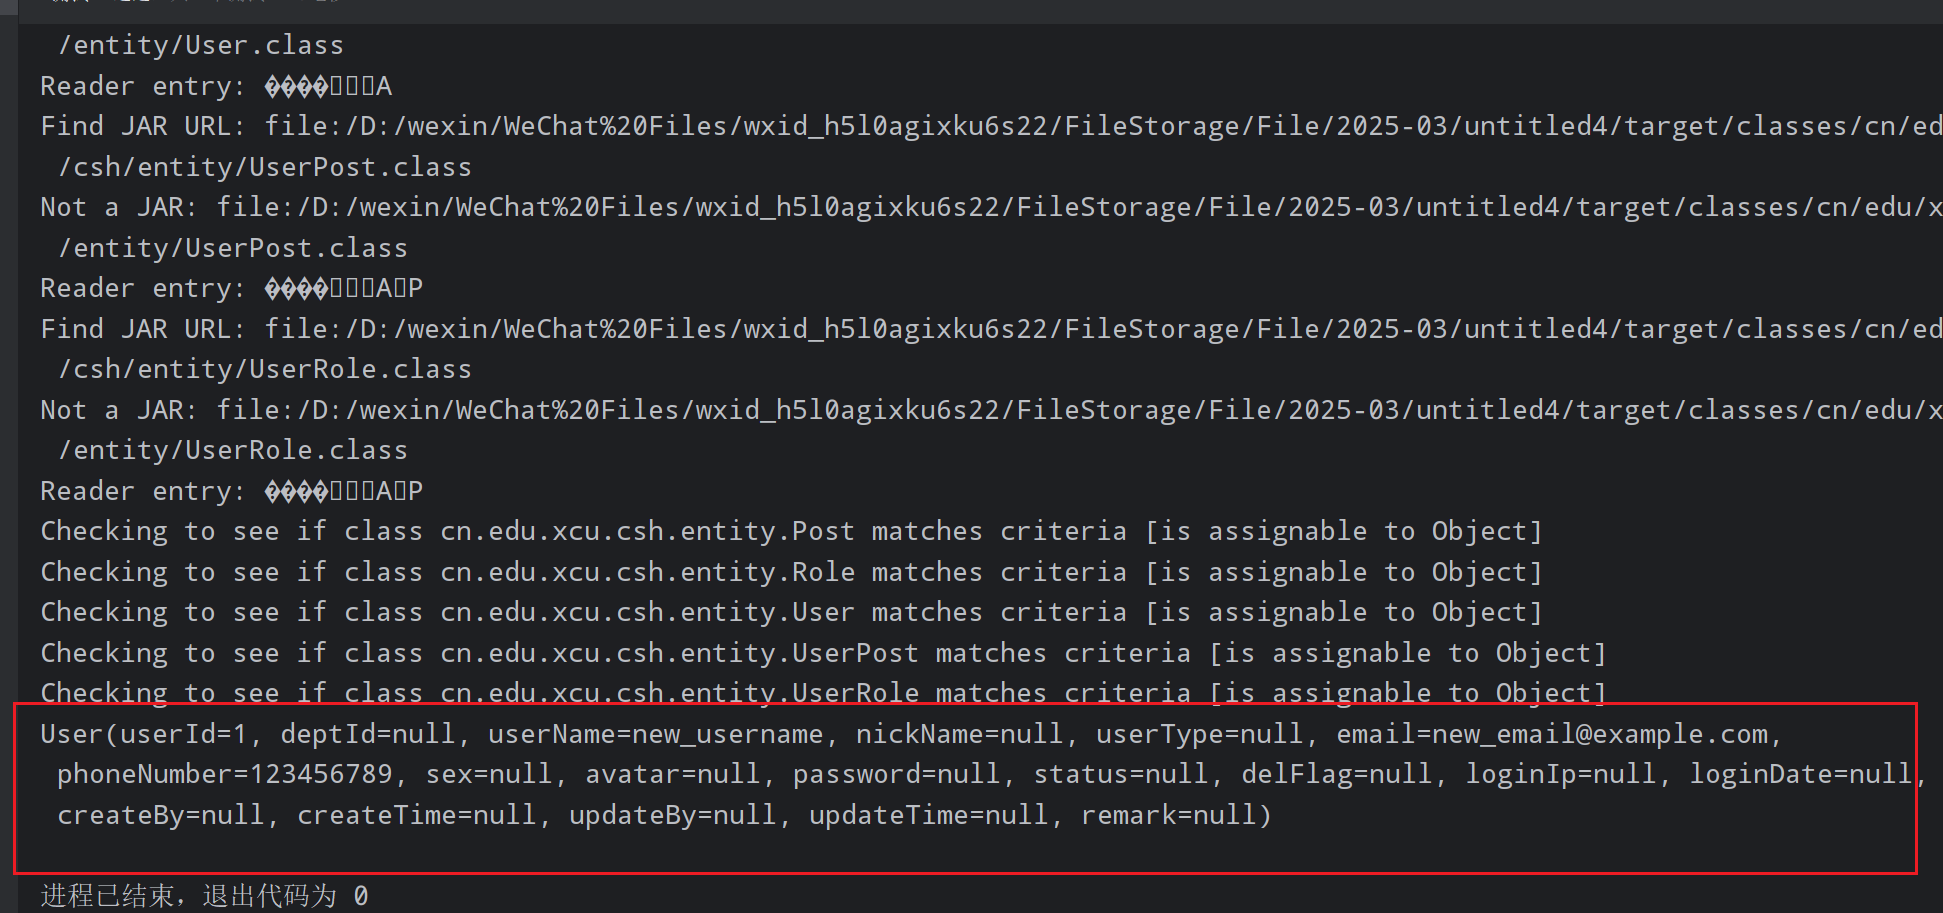 /entity/User.class
Reader entry: ����A
Find JAR URL: file:/D:/wexin/WeChat%20Files/wxid_h5l0agixku6s22/FileStorage/File/2025-03/untitled4/target/classes/cn/ed
/csh/entity/UserPost.class
Not a JAR: file:/D:/wexin/WeChat%20Files/wxid_h5l0agixku6s22/FileStorage/File/2025-03/untitled4/target/classes/cn/edu/x
/entity/UserPost.class
Reader entry: ����AP
Find JAR URL: file:/D:/wexin/WeChat%20Files/wxid_h5l0agixku6s22/FileStorage/File/2025-03/untitled4/target/classes/cn/ed
/csh/entity/UserRole.class
Not a JAR: file:/D:/wexin/WeChat%20Files/wxid_h5l0agixku6s22/FileStorage/File/2025-03/untitled4/target/classes/cn/edu/x
/entity/UserRole.class
Reader entry: ����AP
Checking to see if class cn.edu.xcu.csh.entity.Post matches criteria [is assignable to Object]
Checking to see if class cn.edu.xcu.csh.entity.Role matches criteria [is assignable to Object]
Checking to see if class cn.edu.xcu.csh.entity.User matches criteria [is assignable to Object]
Checking to see if class cn.edu.xcu.csh.entity.UserPost matches criteria [is assignable to Object]
Checking to see if class cn.edu.xcu.csh.entity.UserRole matches criteria [is assignable to Object]
User(userId=1, deptId=null, userName=new_username, nickName=null, userType=null, email=new_email@example.com,
phoneNumber=123456789, sex=null, avatar=null, password=null, status=null, delFlag=null, loginIp=null, loginDate=null,
createBy=null, createTime=null, updateBy=null, updateTime=null, remark=null)
进程已结束，退出代码为 0